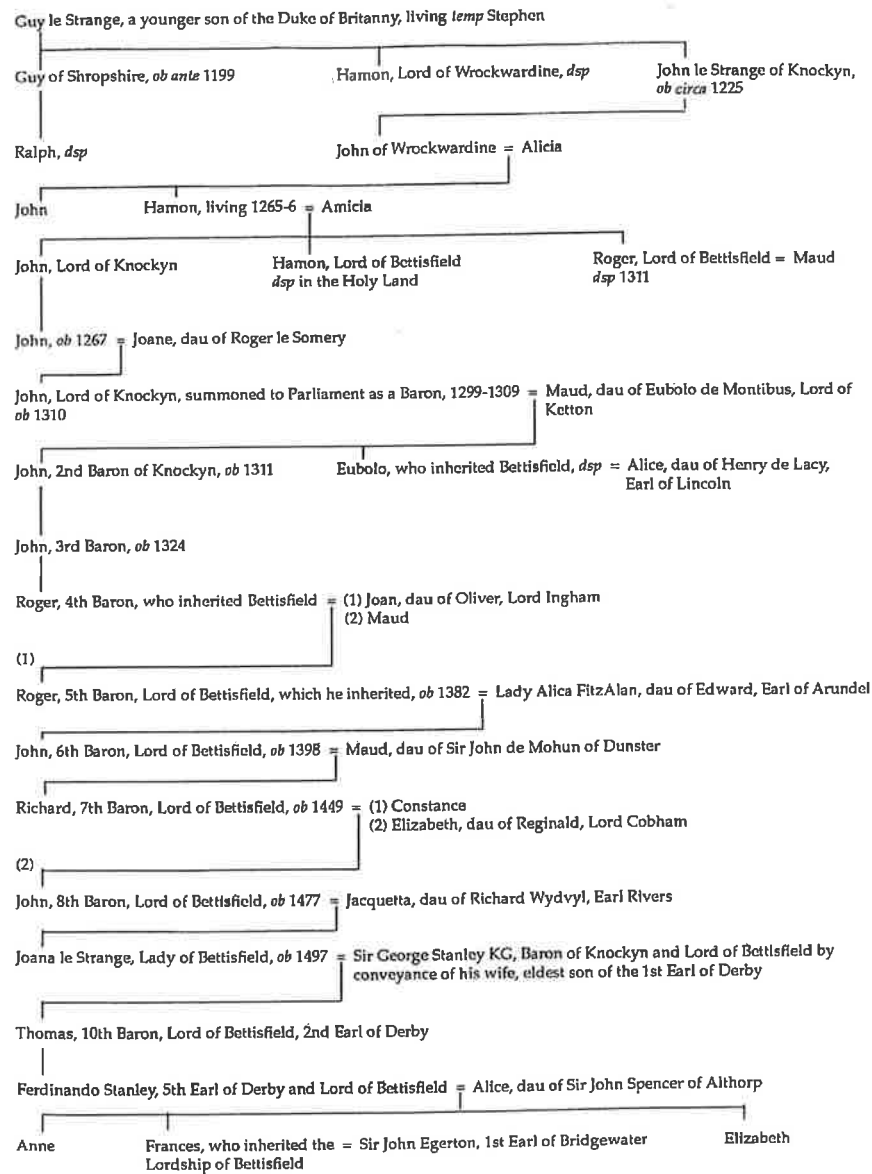 Guy le Strange, a younger son of the Duke of Britanny, living temp Stephen
Guy of Shropshire, ob ante 1199
Hamon, Lord of Wrockwardine, dsp
John le Strange of Knockyn,
ob circa 1225
Ralph, dsp
John of Wrockwardine = Alicia
John
Hamon, living 1265-6 = Amicia
John, Lord of Knockyn
Hamon, Lord of Bettisfield
dsp in the Holy Land
Roger, Lord of Bettisfield = Maud
dsp 1311
John, ob 1267 = Joane, dau of Roger le Somery
John, Lord of Knockyn, summoned to Parliament as a Baron, 1299-1309 = Maud, dau of Eubolo de Montibus, Lord of
ob 1310
Ketton
John, 2nd Baron of Knockyn, ob 1311
Eubolo, who inherited Bettisfield, dsp = Alice, dau of Henry de Lacy,
Earl of Lincoln
John, 3rd Baron, ob 1324
Roger, 4th Baron, who inherited Bettisfield = (1) Joan, dau of Oliver, Lord Ingham
(2) Maud
(1)
Roger, 5th Baron, Lord of Bettisfield, which he inherited, ob 1382 = Lady Alica FitzAlan, dau of Edward, Earl of Arundel
John, 6th Baron, Lord of Bettisfield, ob 1398 = Maud, dau of Sir John de Mohun of Dunster
Richard, 7th Baron, Lord of Bettisfield, ob 1449 = (1) Constance
(2) Elizabeth, dau of Reginald, Lord Cobham
(2)
John, 8th Baron, Lord of Bettisfield, ob 1477 = Jacquetta, dau of Richard Wydvyl, Earl Rivers
Joana le Strange, Lady of Bettisfield, ob 1497 = Sir George Stanley KG, Baron of Knockyn and Lord of Bettisfield by
conveyance of his wife, eldest son of the 1st Earl of Derby
Thomas, 10th Baron, Lord of Bettisfield, 2nd Earl of Derby
Ferdinando Stanley, 5th Earl of Derby and Lord of Bettisfield = Alice, dau of Sir John Spencer of Althorp
Anne
Frances, who inherited the = Sir John Egerton, 1st Earl of Bridgewater
Lordship of Bettisfield
Elizabeth